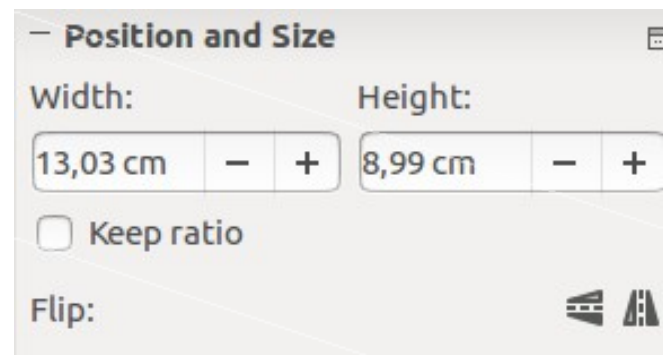 Position and Size
Width: Height:
13,03 cm 8,99 cm
Keep ratio
Flip: